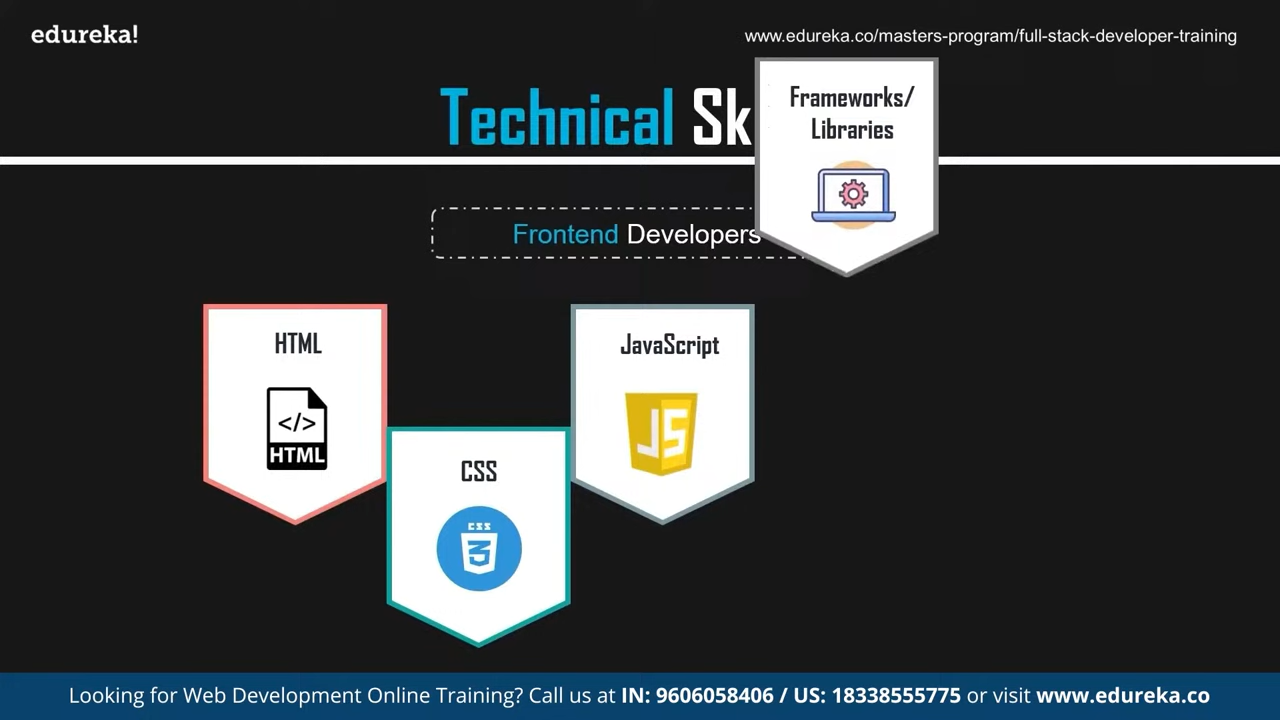 edureka!
www.edureka.co/masters-program/full-stack-developer-training
Technical Sk
Frameworks/
Libraries
Frontend Developers
HTML
</>
HTML
JavaScript
JS
CSS
CSS
3
Looking for Web Development Online Training? Call us at IN: 9606058406 / US: 18338555775 or visit www.edureka.co